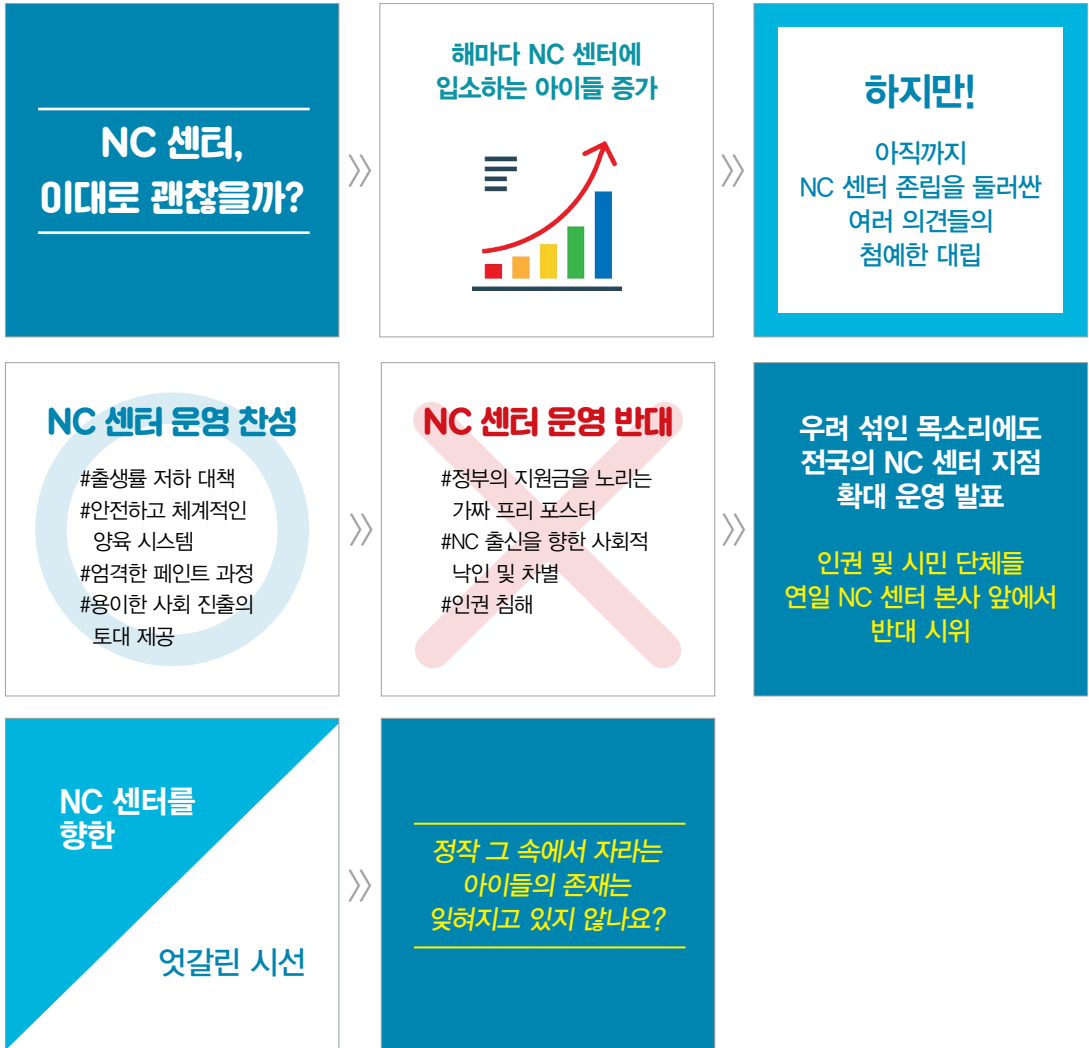 NC 센터,
이대로 괜찮을까?
해마다 NC 센터에
입소하는 아이들 증가
하지만!
아직까지
NC 센터 존립을 둘러싼
여러 의견들의
첨예한 대립
NC 센터 운영 찬성
#출생률 저하 대책
#안전하고 체계적인
양육 시스템
#엄격한 페인트 과정
#용이한 사회 진출의
토대 제공
NC 센터 운영 반대
#정부의 지원금을 노리는
가짜 프리 포스터
#NC 출신을 향한 사회적
낙인 및 차별
#인권 침해
우려 섞인 목소리에도
전국의 NC 센터 지점
확대 운영 발표
인권 및 시민 단체들
연일 NC 센터 본사 앞에서
반대 시위
NC 센터를
향한
엇갈린 시선
정작 그 속에서 자라는
아이들의 존재는
잊혀지고 있지 않나요?